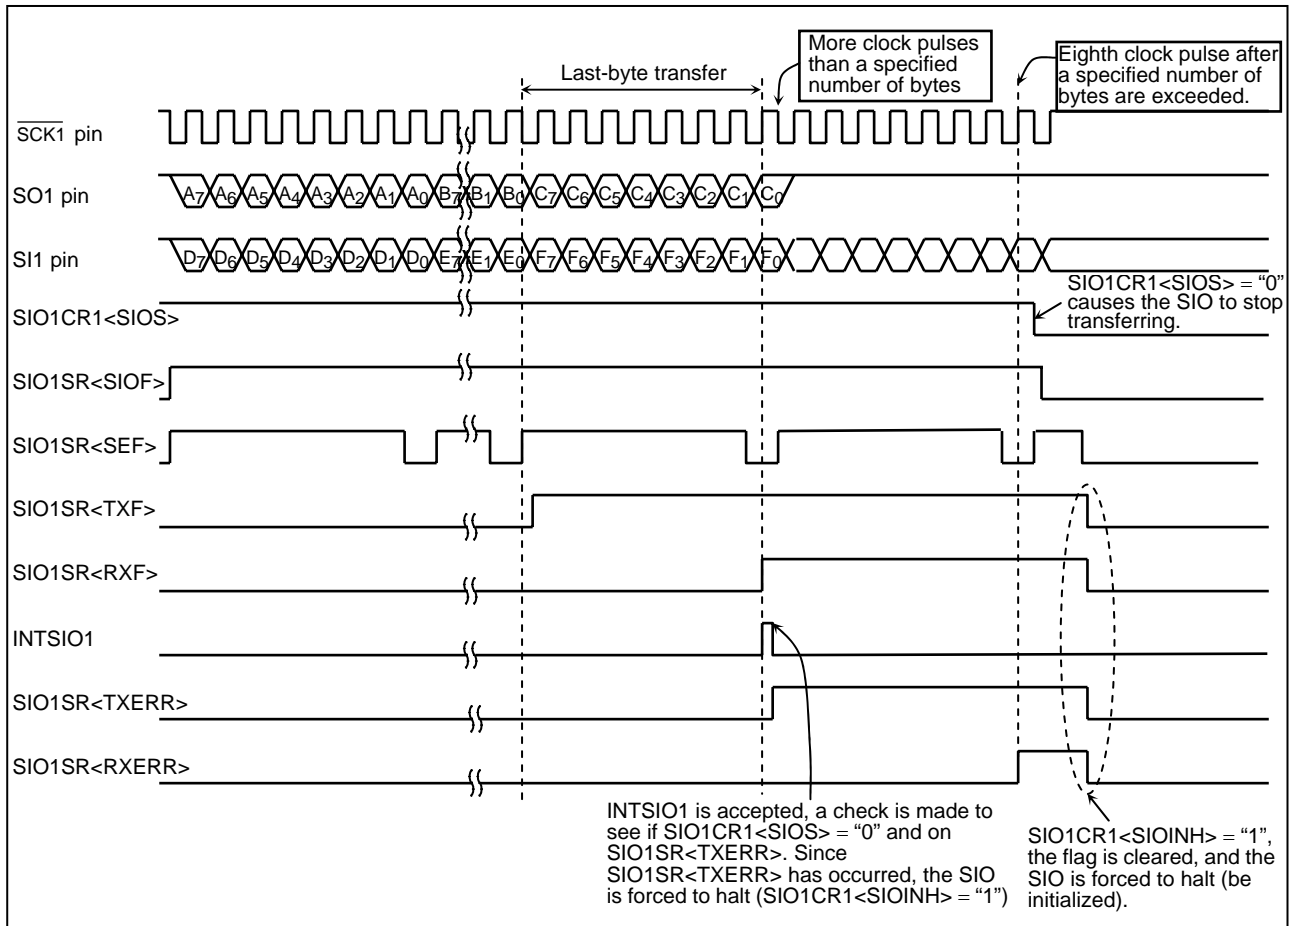 More clock pulses
than a specified
number of bytes
Eighth clock pulse after
a specified number of
bytes are exceeded.
Last-byte transfer
SCK1 pin
SO1 pin
A7 A6 A5 A4 A3 A2 A1 A0 B7 B1 B0 C7 C6 C5 C4 C3 C2 C1 C0
SI1 pin
D7 D6 D5 D4 D3 D2 D1 D0 E7 E1 E0 F7 F6 F5 F4 F3 F2 F1 F0
SIO1CR1<SIOS> = “0”
causes the SIO to stop
transferring.
SIO1CR1<SIOS>
SIO1SR<SIOF>
SIO1SR<SEF>
SIO1SR<TXF>
SIO1SR<RXF>
INTSIO1
SIO1SR<TXERR>
SIO1SR<RXERR>
INTSIO1 is accepted, a check is made to
see if SIO1CR1<SIOS> = “0” and on
SIO1SR<TXERR>. Since
SIO1SR<TXERR> has occurred, the SIO
is forced to halt (SIO1CR1<SIOINH> = “1”)
SIO1CR1<SIOINH> = “1”,
the flag is cleared, and the
SIO is forced to halt (be
initialized).